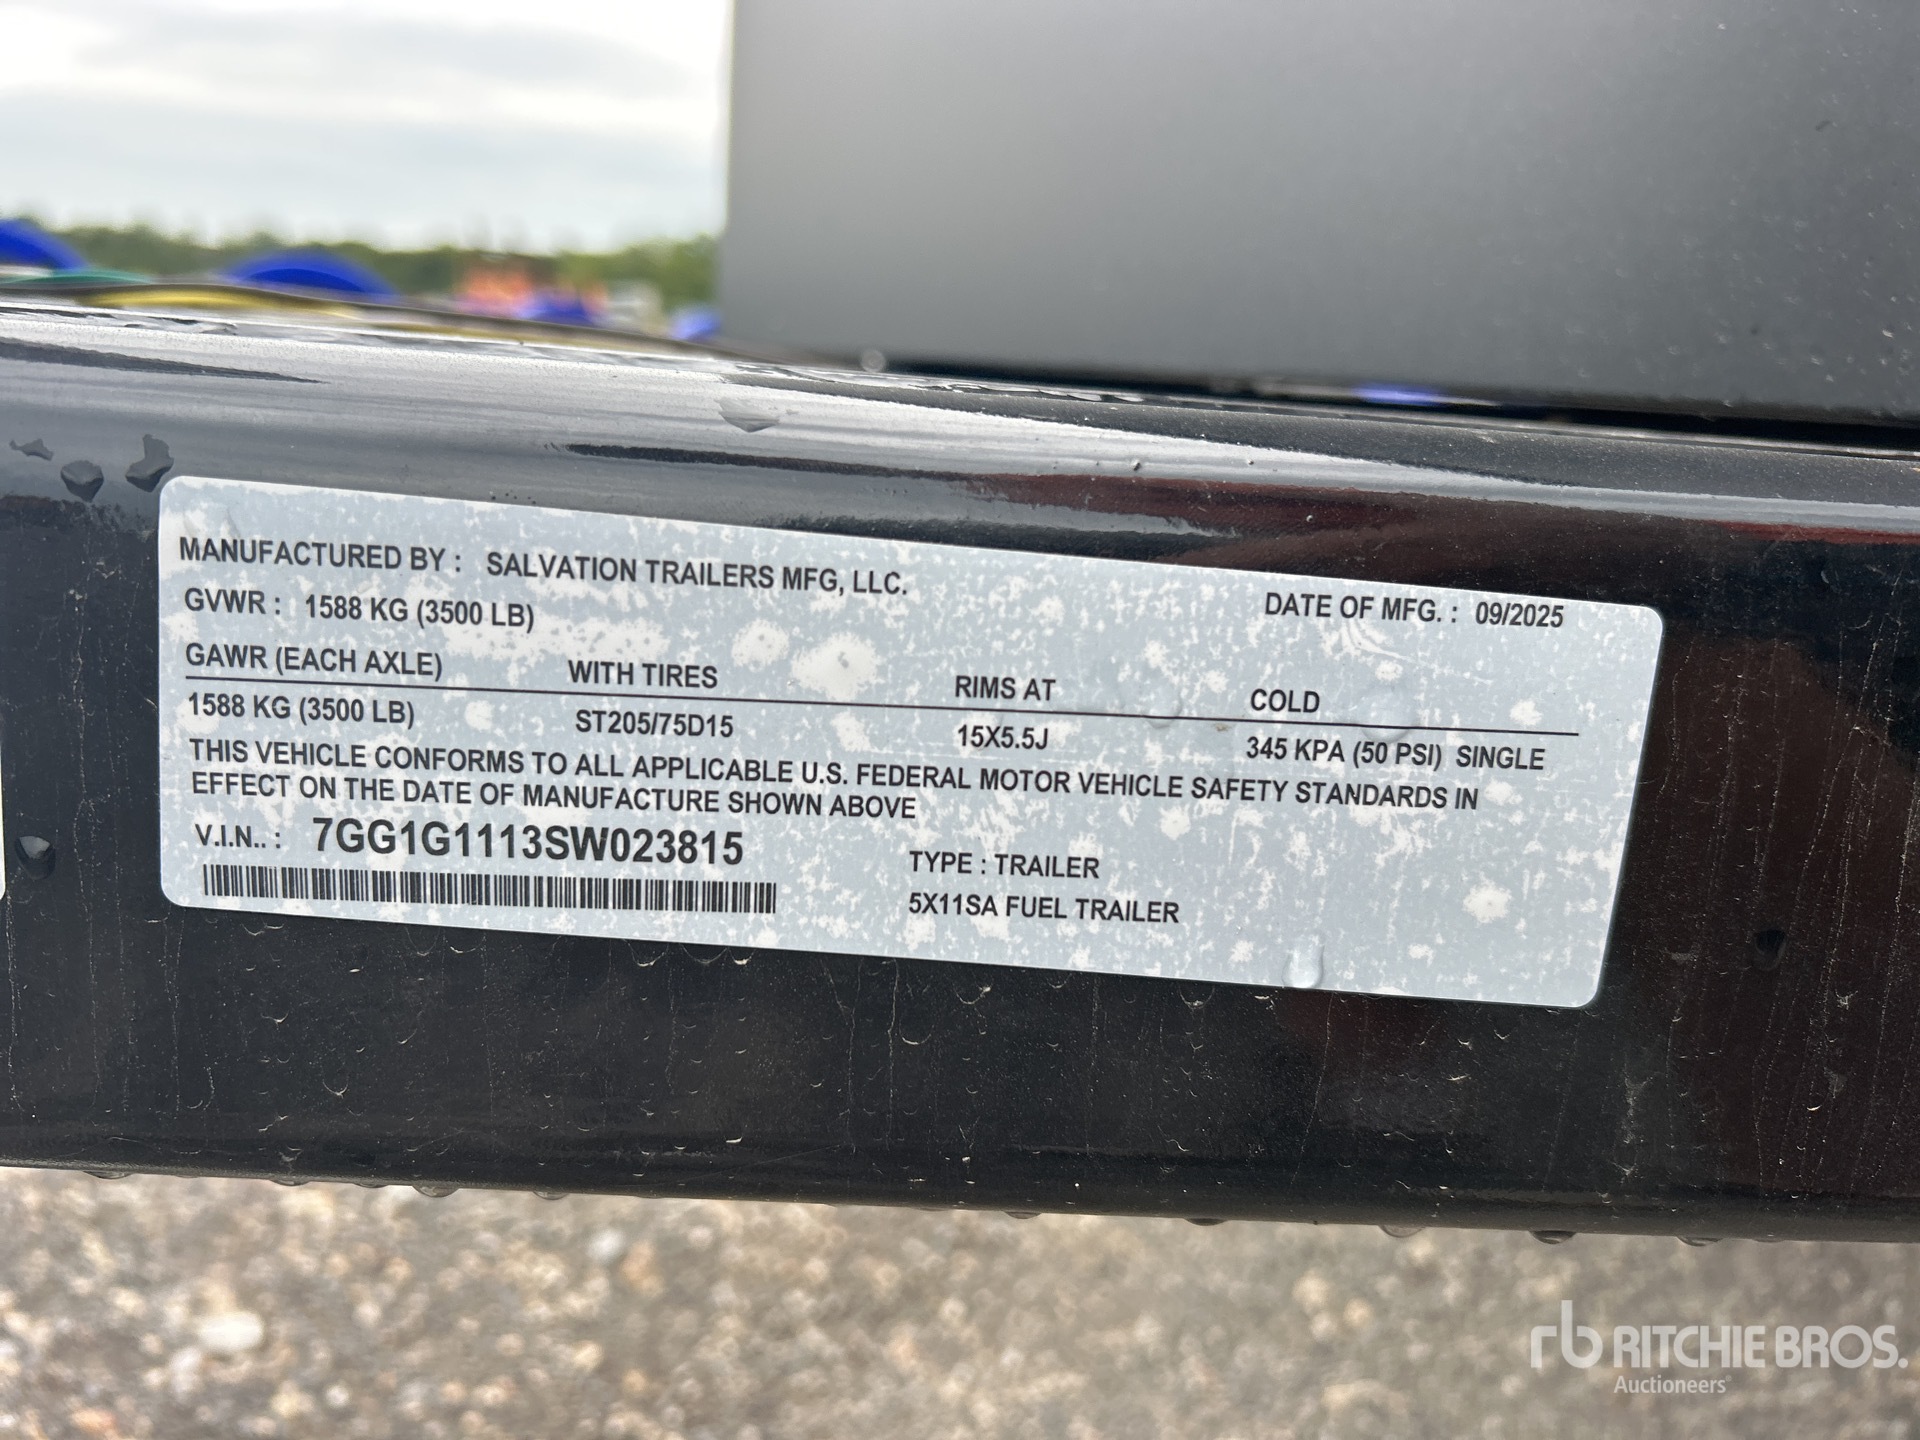 MANUFACTURED BY : SALVATION TRAILERS MFG, LLC.
GVWR : 1588 KG (3500 LB) DATE OF MFG. : 09/2025
GAWR (EACH AXLE) WITH TIRES RIMS AT COLD
1588 KG (3500 LB) ST205/75D15 15X5.5J 345 KPA (50 PSI) SINGLE
THIS VEHICLE CONFORMS TO ALL APPLICABLE U.S. FEDERAL MOTOR VEHICLE SAFETY STANDARDS IN
EFFECT ON THE DATE OF MANUFACTURE SHOWN ABOVE
V.I.N.. : 7GG1G1113SW023815 TYPE : TRAILER
5X11SA FUEL TRAILER
rb RITCHIE BROS.
Auctioneers